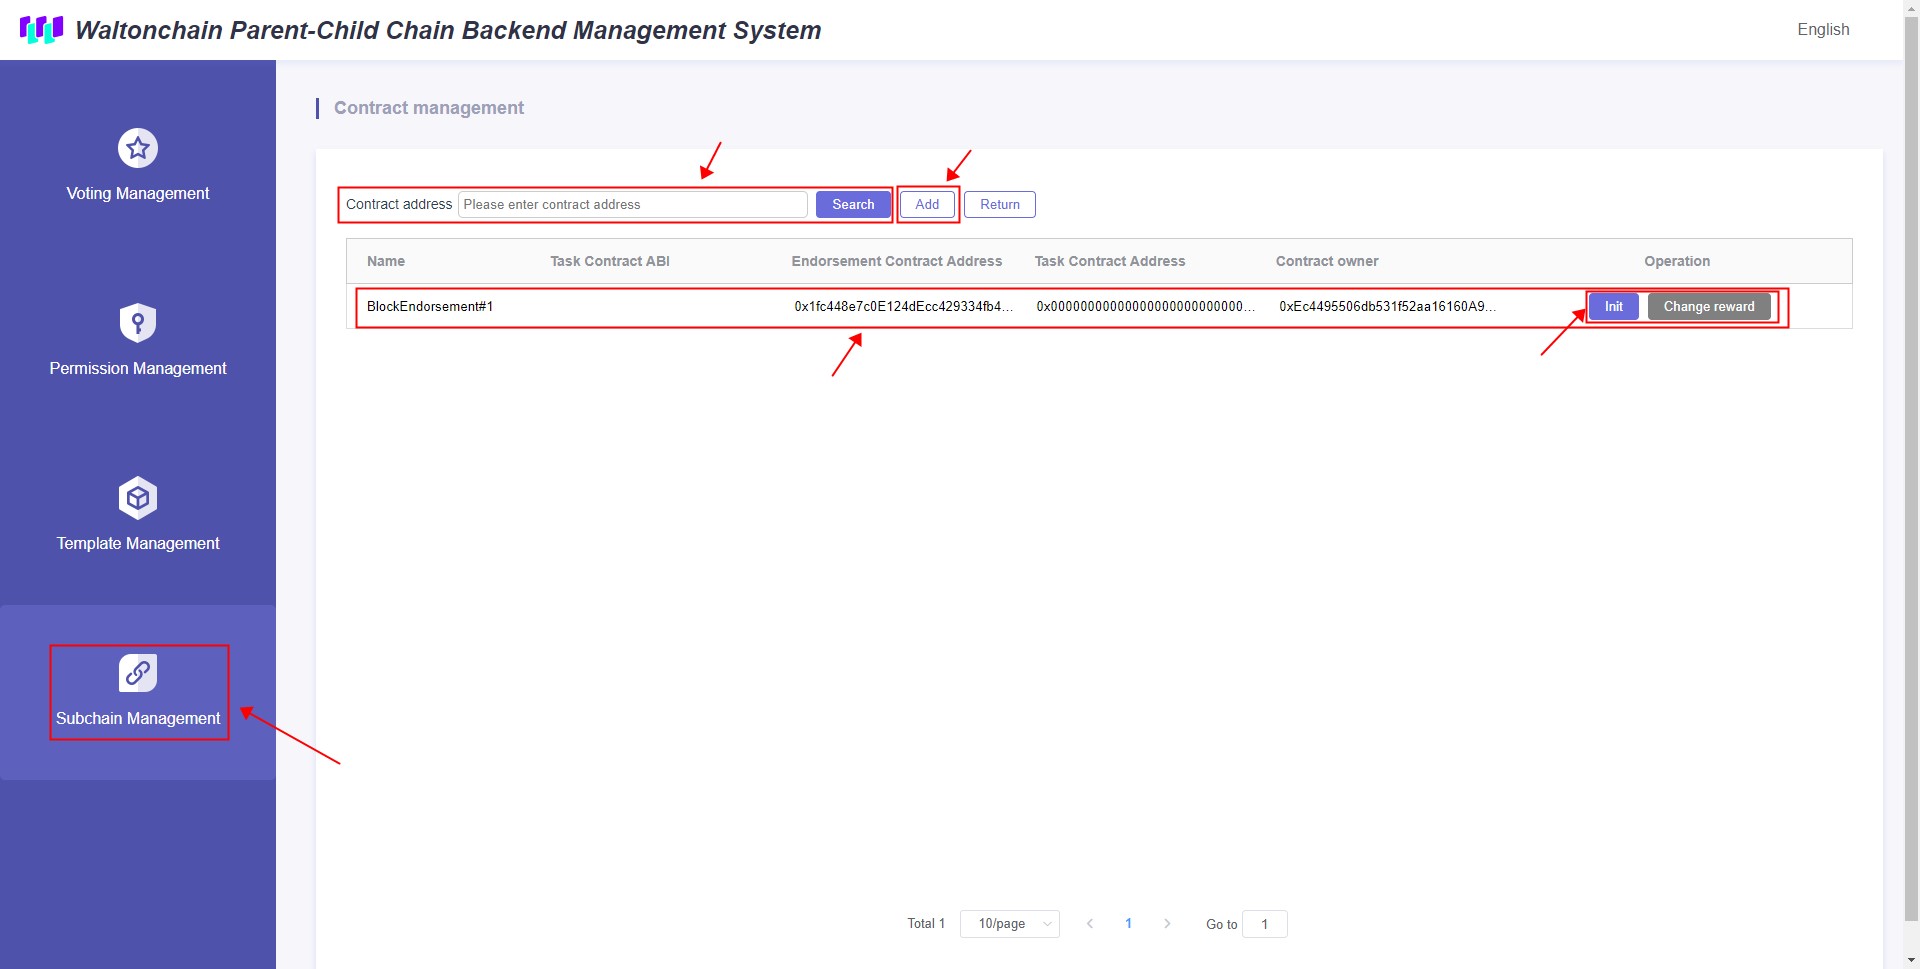 Waltonchain Parent-Child Chain Backend Management System
English
Voting Management
Permission Management
Template Management
Subchain Management
Contract management
Contract address Please enter contract address Search Add Return
Name Task Contract ABI Endorsement Contract Address Task Contract Address Contract owner Operation
BlockEndorsement#1 0x1fc448e7c0E124dEcc429334fb4... 0x00000000000000000000000000... 0xEc4495506db531f52aa16160A9... Init Change reward
Total 1 10/page 1 Go to 1